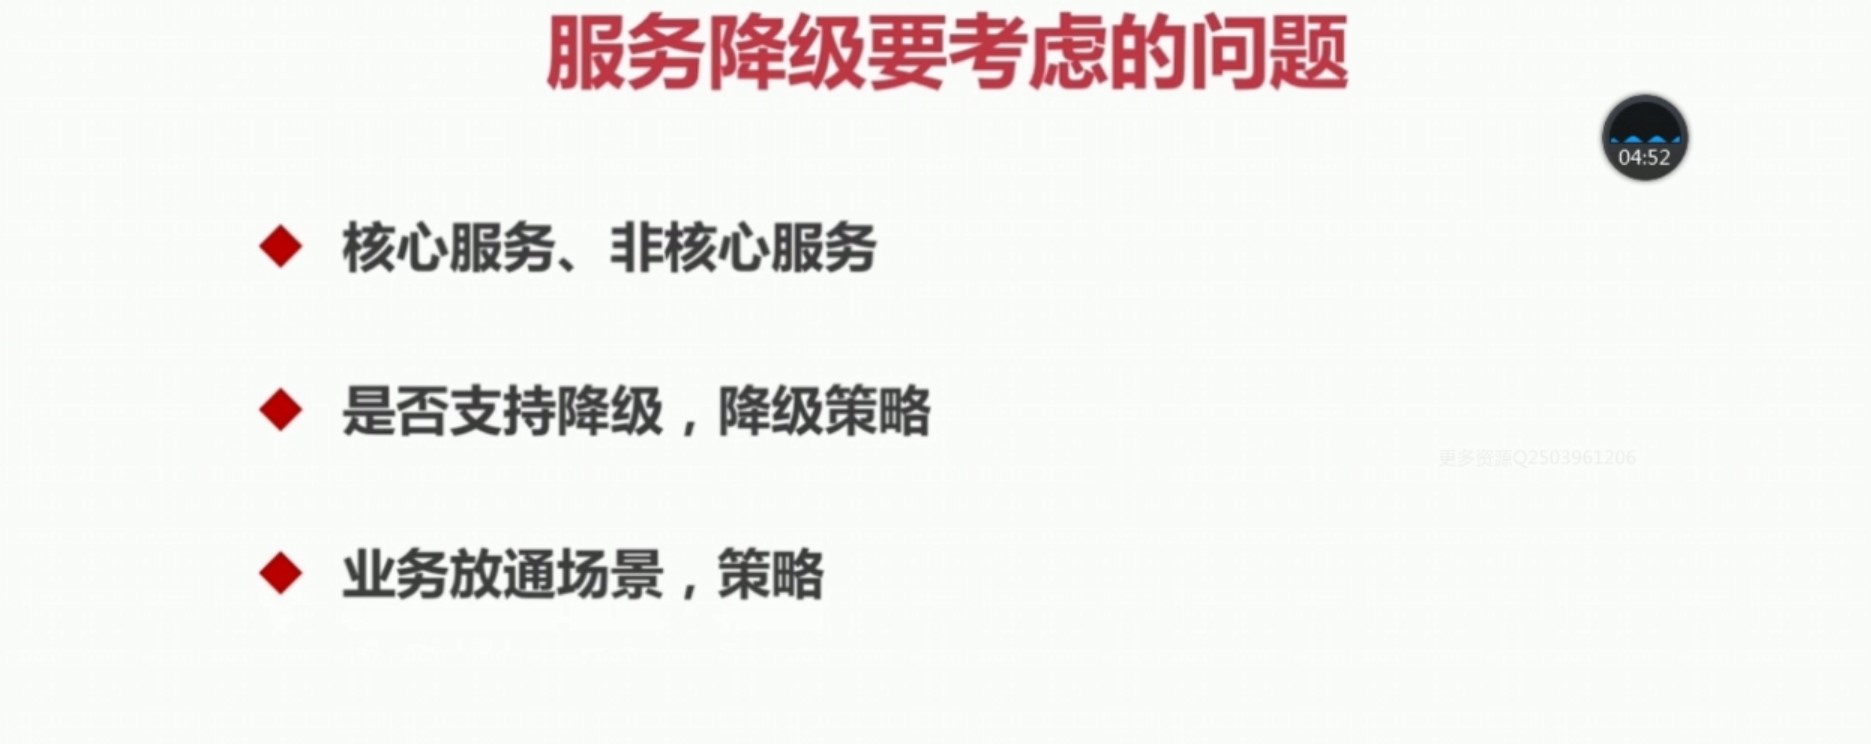 服务降级要考虑的问题
04:52
核心服务、非核心服务
是否支持降级，降级策略
更多资源Q2503961206
业务放通场景，策略